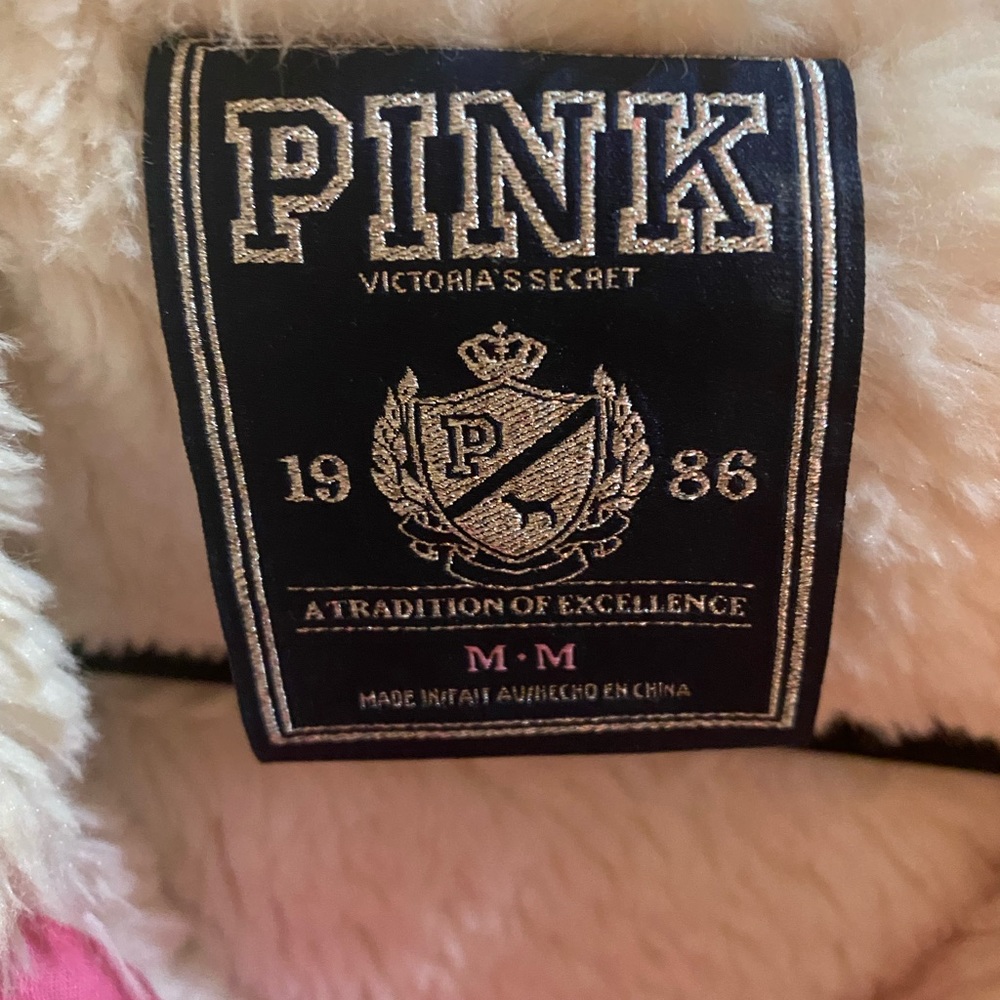 PINK
VICTORIA'S SECRET
P
19 86
A TRADITION OF EXCELLENCE
M · M
MADE IN/FAIT AU/HECHO EN CHINA